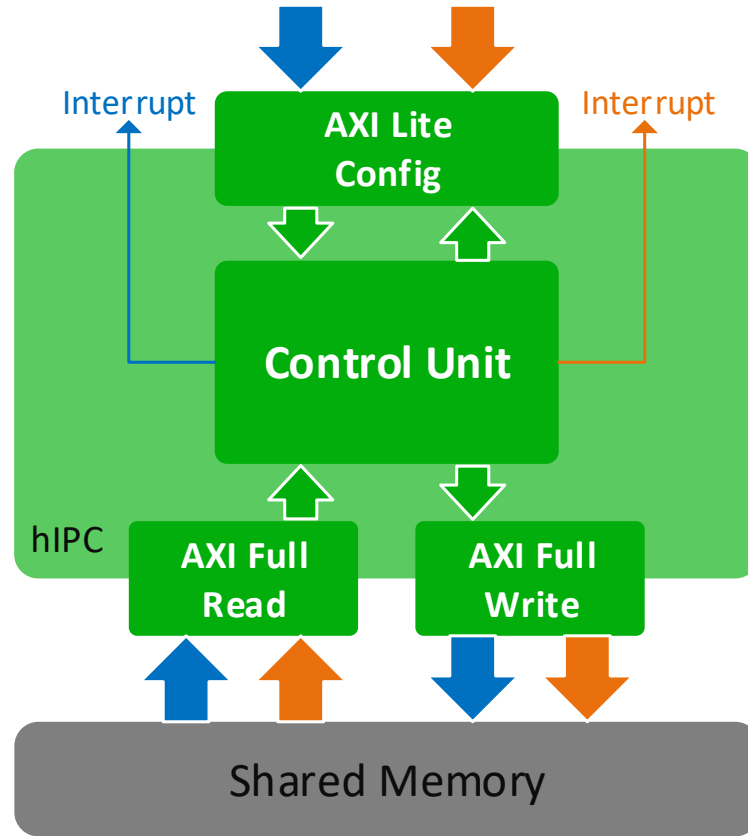 Interrupt
Interrupt
AXI Lite
Config
Control Unit
hIPC
AXI Full
Read
AXI Full
Write
Shared Memory